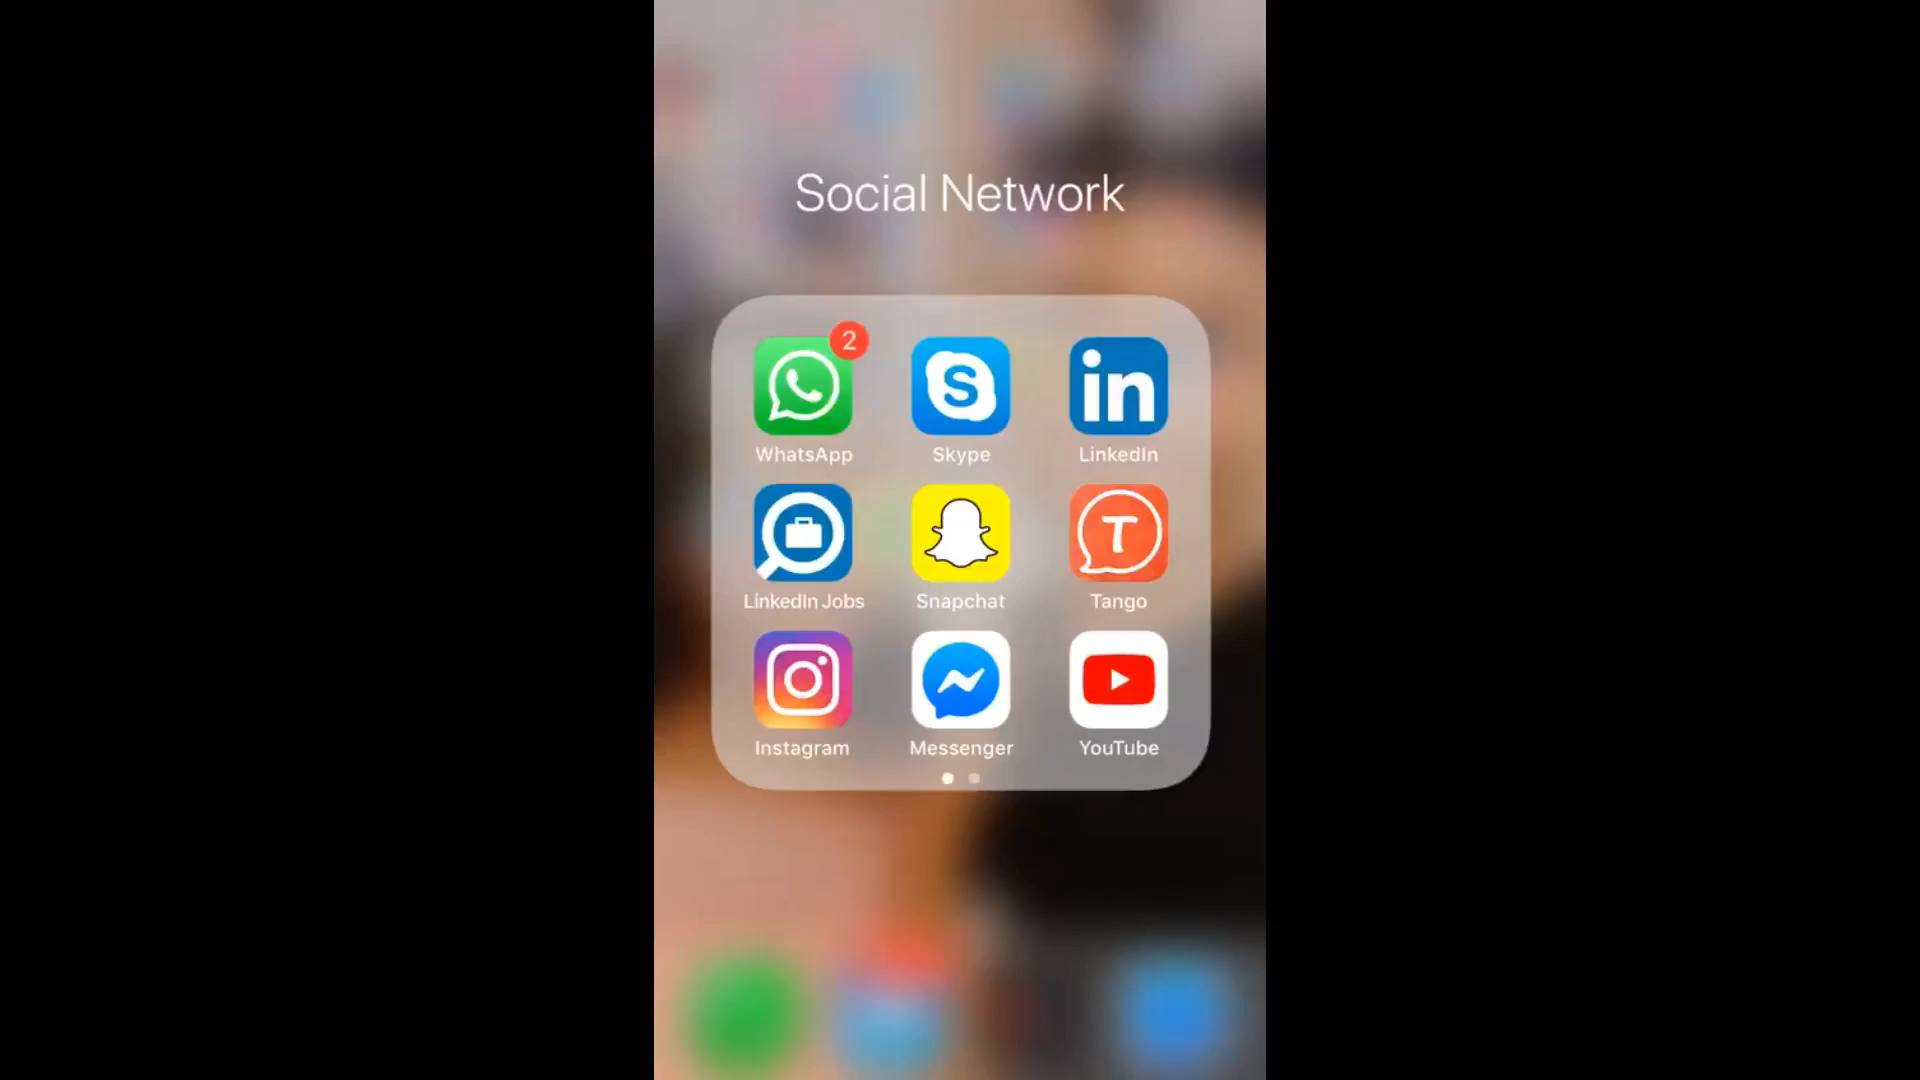 Social Network
2
WhatsApp
Skype
LinkedIn
LinkedIn Jobs
Snapchat
Tango
Instagram
Messenger
YouTube